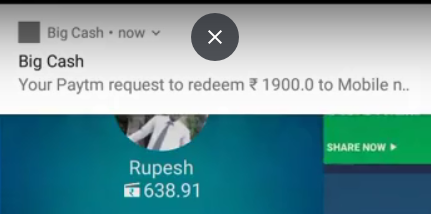 Big Cash • now
Big Cash
Your Paytm request to redeem ₹ 1900.0 to Mobile n..
Rupesh
638.91
SHARE NOW